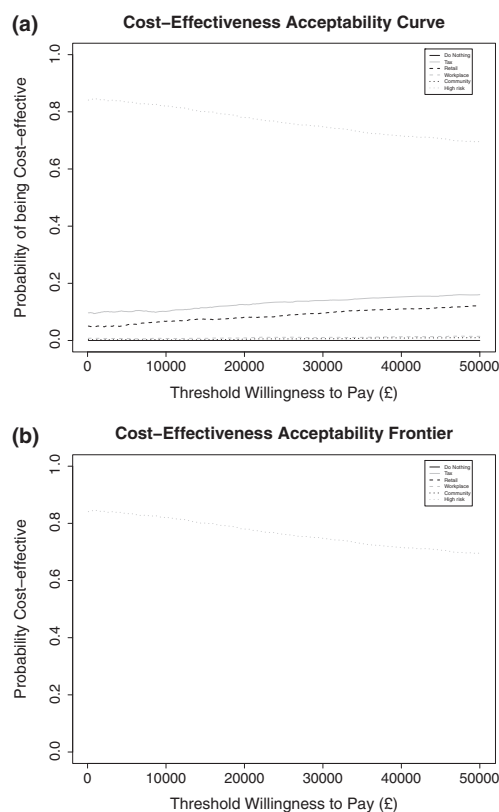 (a)
Cost−Effectiveness Acceptability Curve
Probability of being Cost−effective
1.0
0.8
0.6
0.4
0.2
0.0
Do Nothing
Tax
Retail
Workplace
Community
High risk
0 10000 20000 30000 40000 50000
Threshold Willingness to Pay (£)
(b)
Cost−Effectiveness Acceptability Frontier
Probability Cost−effective
1.0
0.8
0.6
0.4
0.2
0.0
Do Nothing
Tax
Retail
Workplace
Community
High risk
0 10000 20000 30000 40000 50000
Threshold Willingness to Pay (£)